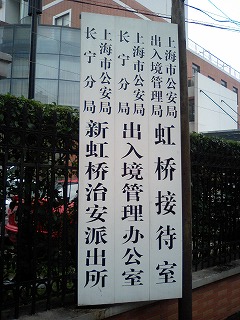 上海市公安局
出入境管理局
虹桥接待室
上海市公安局
长宁分局
出入境管理办公室
上海市公安局
长宁分局
新虹桥治安派出所